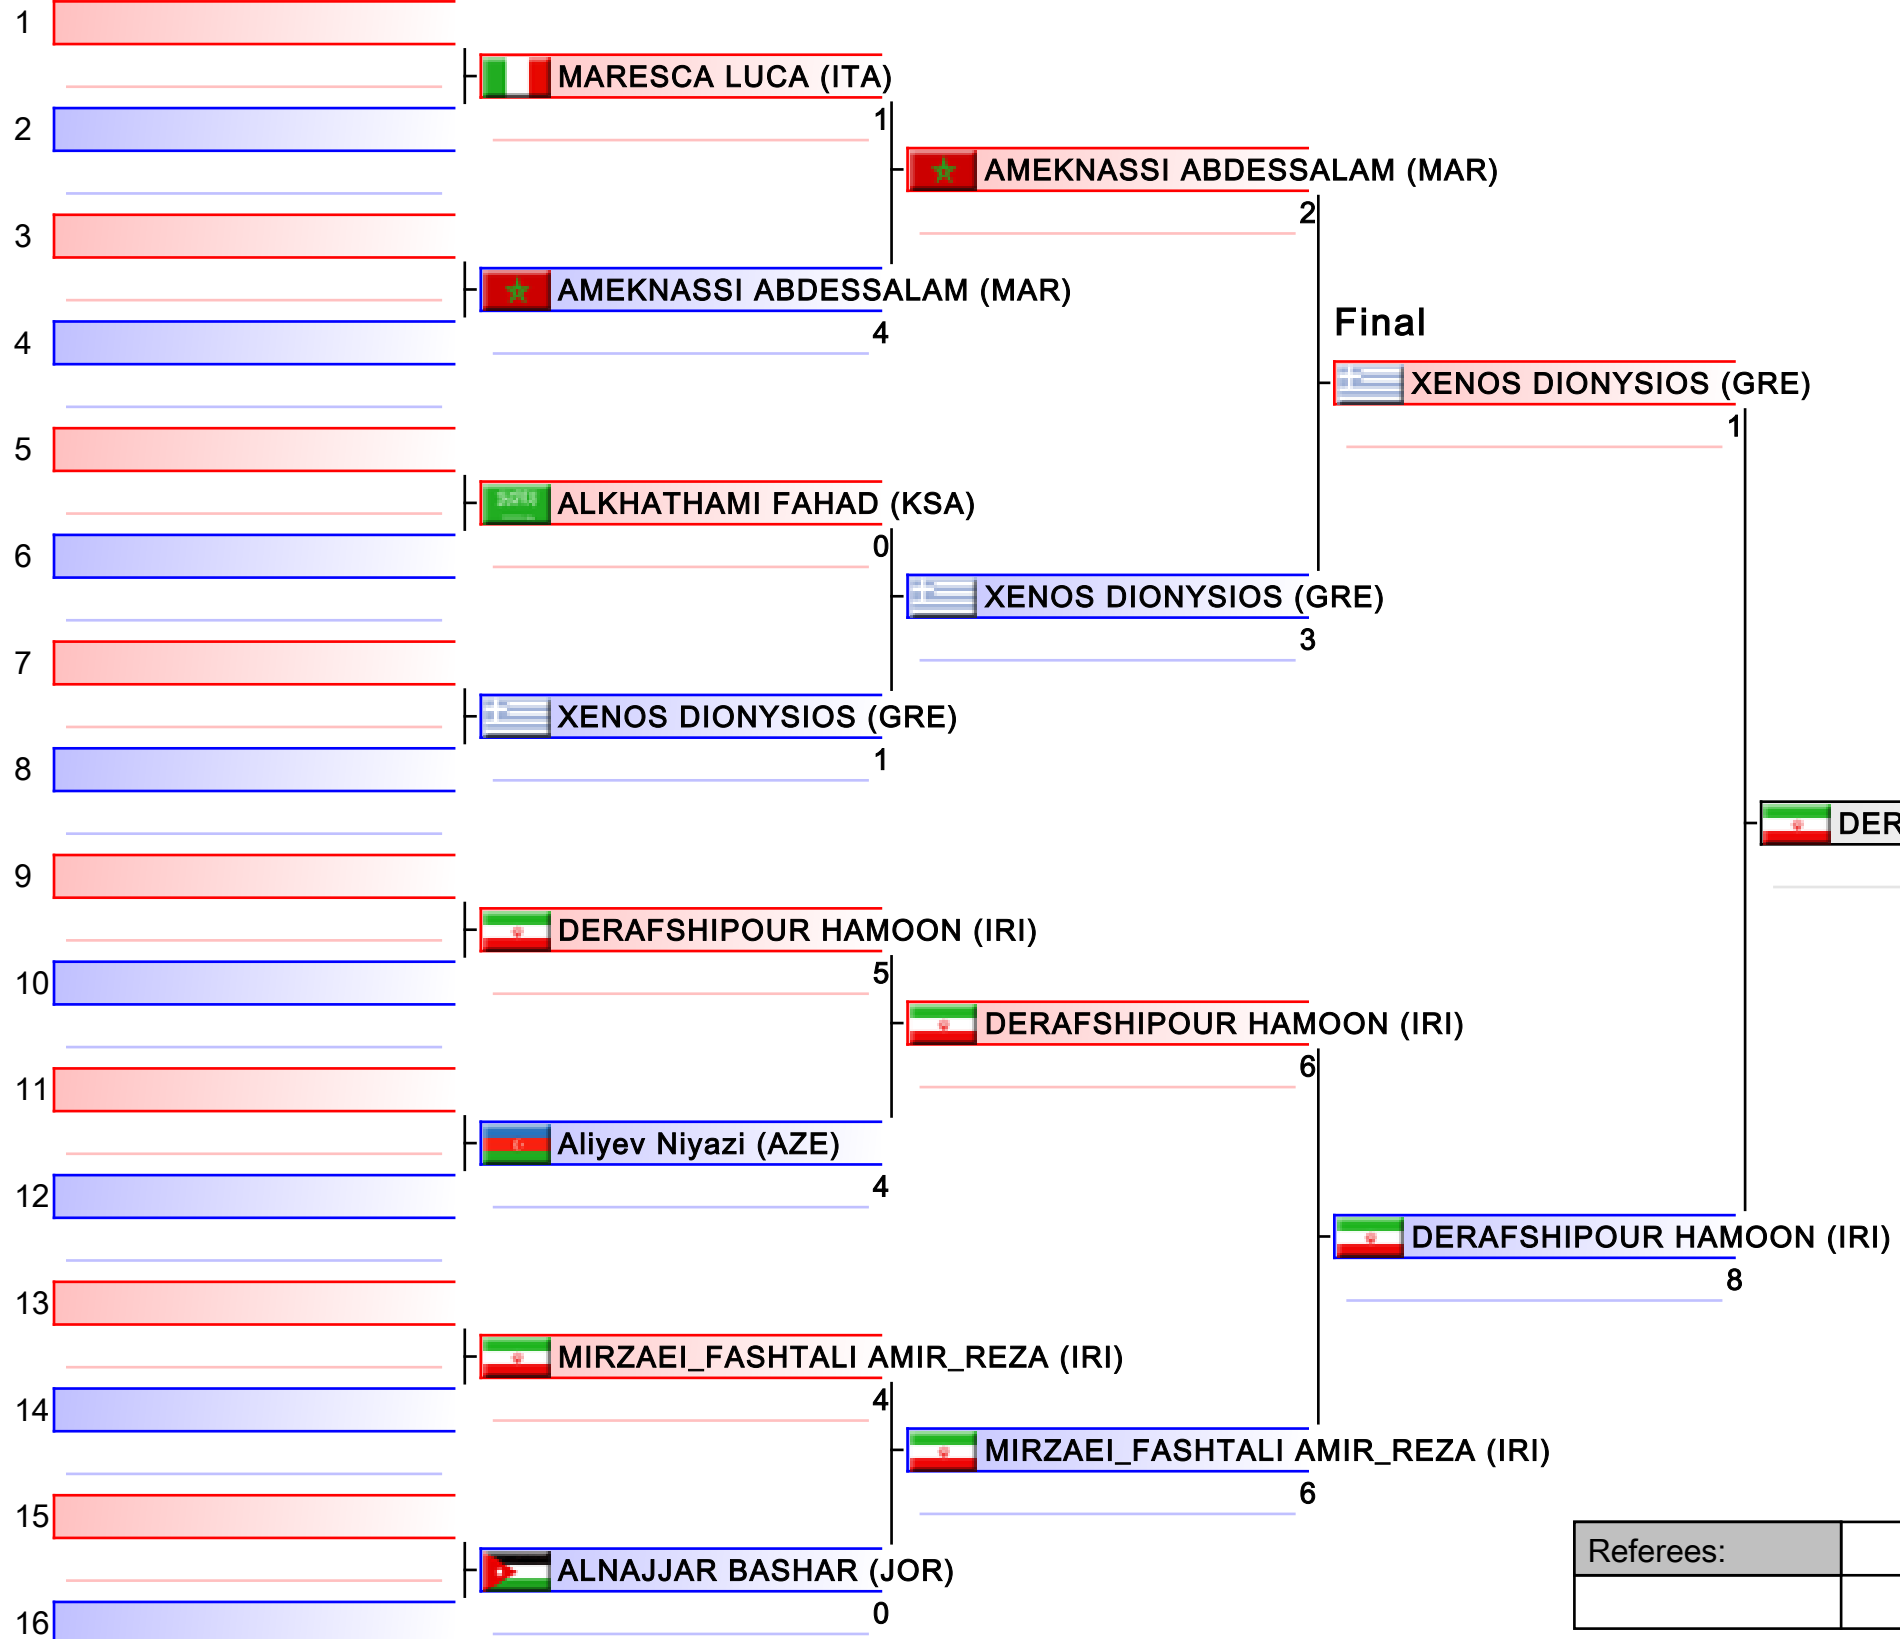 1
MARESCA LUCA (ITA)
1
2
AMEKNASSI ABDESSALAM (MAR)
2
3
AMEKNASSI ABDESSALAM (MAR)
4
4
Final
XENOS DIONYSIOS (GRE)
1
5
ALKHATHAMI FAHAD (KSA)
0
6
XENOS DIONYSIOS (GRE)
3
7
XENOS DIONYSIOS (GRE)
1
8
DER
9
DERAFSHIPOUR HAMOON (IRI)
5
10
DERAFSHIPOUR HAMOON (IRI)
6
11
Aliyev Niyazi (AZE)
4
12
DERAFSHIPOUR HAMOON (IRI)
8
13
MIRZAEI_FASHTALI AMIR_REZA (IRI)
4
14
MIRZAEI_FASHTALI AMIR_REZA (IRI)
6
15
Referees:
ALNAJJAR BASHAR (JOR)
0
16